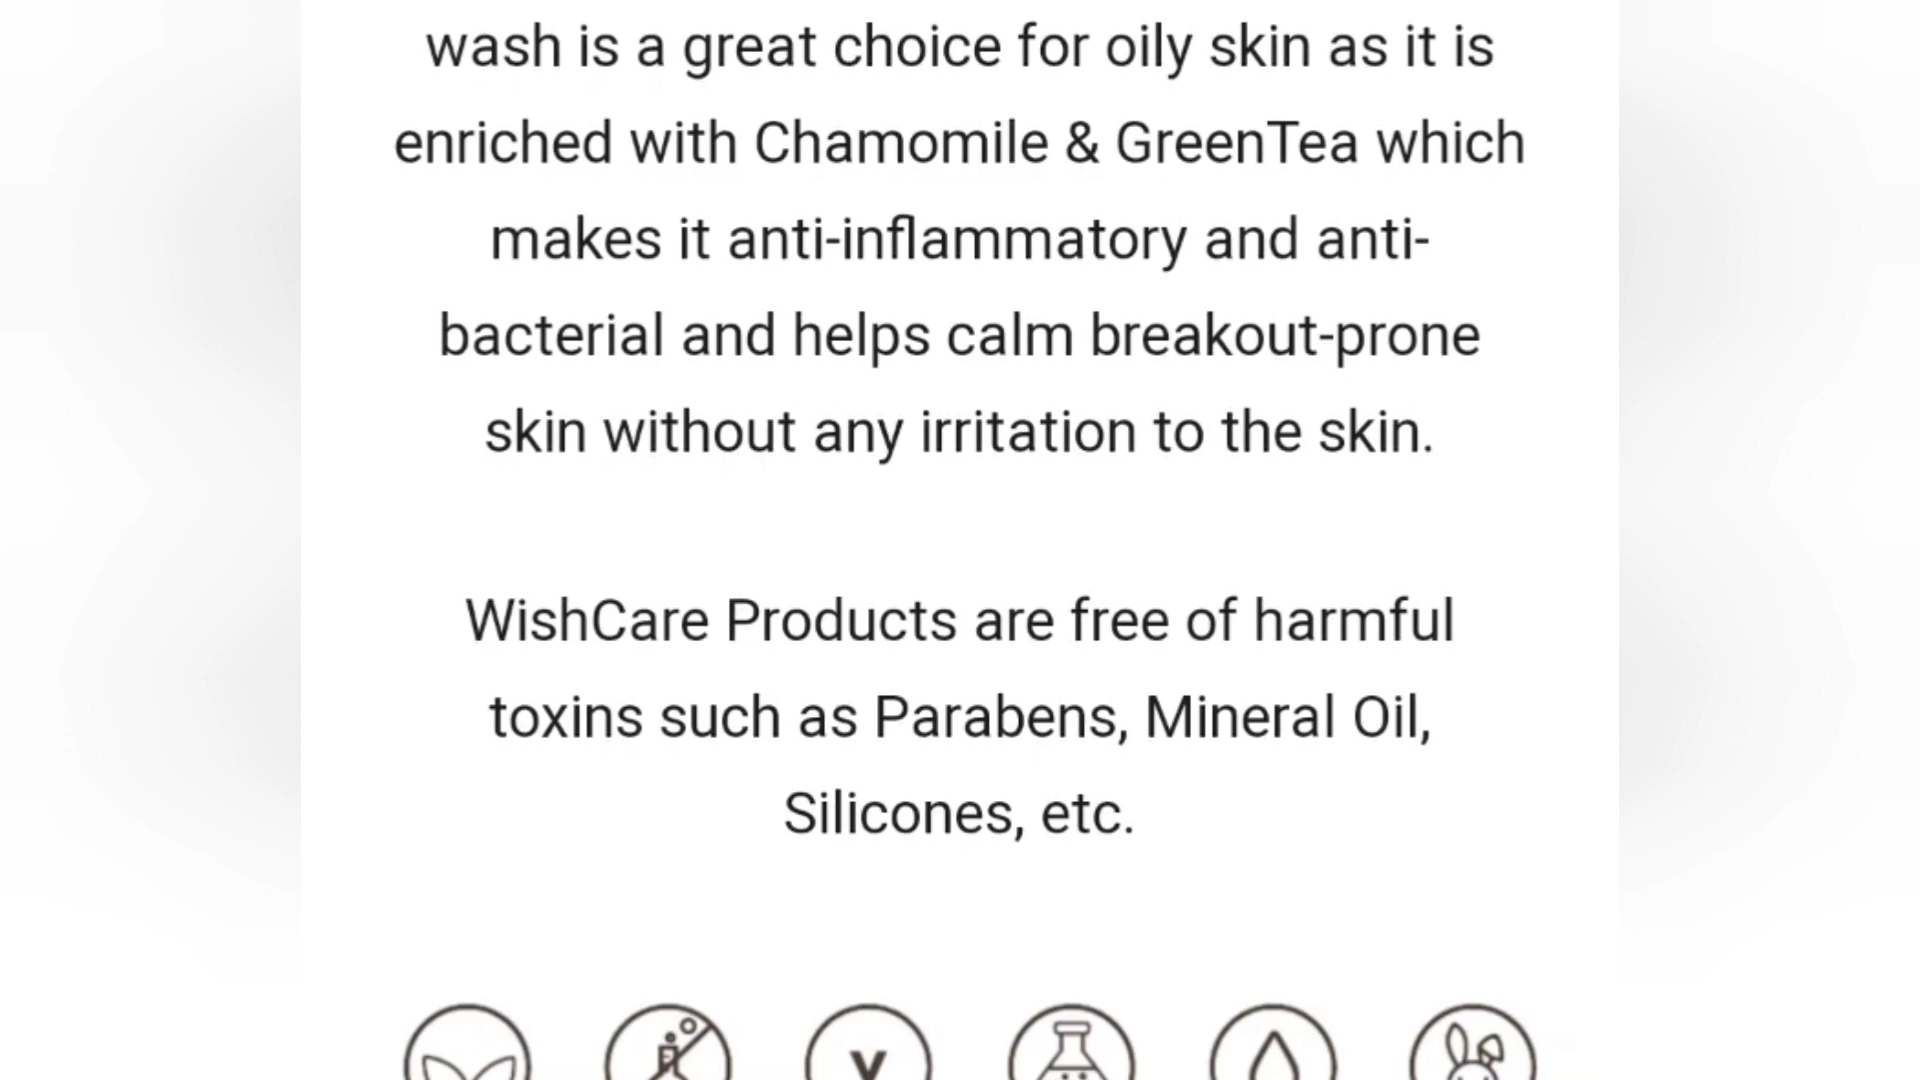 wash is a great choice for oily skin as it is
enriched with Chamomile & GreenTea which
makes it anti-inflammatory and anti-
bacterial and helps calm breakout-prone
skin without any irritation to the skin.
WishCare Products are free of harmful
toxins such as Parabens, Mineral Oil,
Silicones, etc.